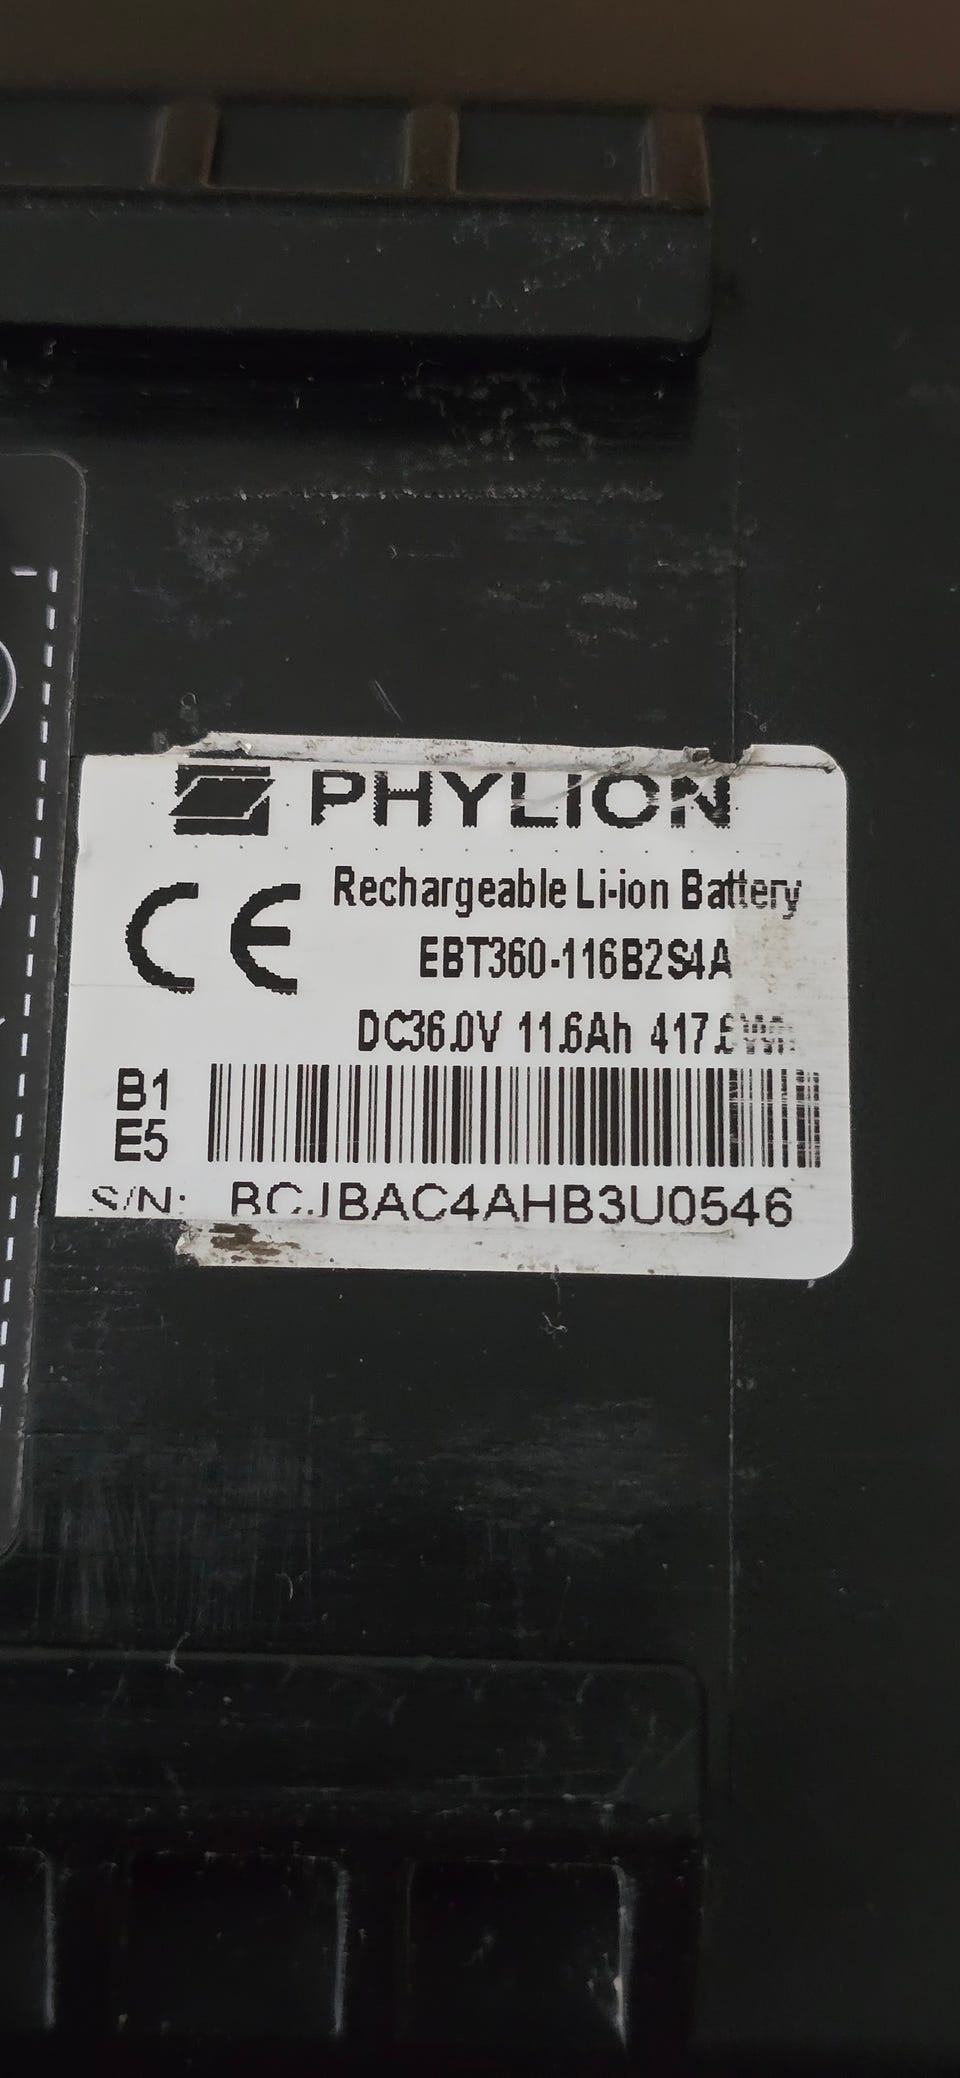 PHYLION
CE
Rechargeable Li-ion Battery
EBT360-116B2S4A
DC36.0V 11.6Ah
B1
E5
S/N: BCJBAC4AHB3U0546